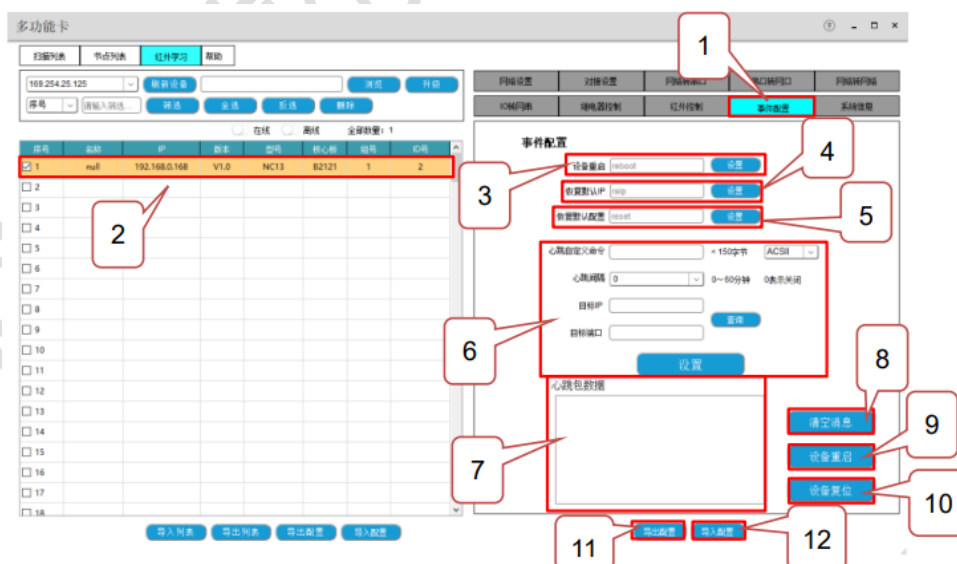 多功能卡
扫描列表 节点列表 红外学习 帮助
169.254.25.125 刷新设备 浏览 升级
序号 请输入筛选... 筛选 全选 反选 删除
在线 离线 全部数量: 1
序号 名称 IP 版本 型号 核心板 组号 ID号
1 null 192.168.0.168 V1.0 NC13 B2121 1 2
2
3
4
5
6
7
8
9
10
11
12
13
14
15
16
17
18
导入列表 导出列表 导出配置 导入配置
网络设置 对接设置 网络转串口 串口转网口 网络转网络
IO转网串 继电器控制 红外控制 事件配置 系统信息
事件配置
设备重启 reboot 设置
恢复默认IP rsip 设置
恢复默认配置 reset 设置
心跳自定义命令 < 150字节 ACSII
心跳间隔 0 0~60分钟 0表示关闭
目标IP
查询
目标端口
设置
心跳包数据
清空消息
设备重启
设备复位
导出配置 导入配置
1
2
3
4
5
6
7
8
9
10
11
12